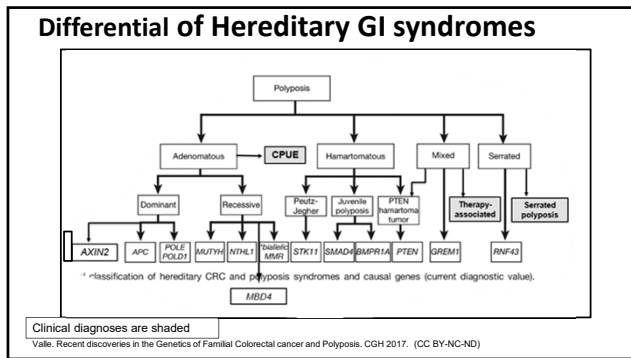 Differential of Hereditary GI syndromes
Polyposis
Adenomatous
CPUE
Hamartomatous
Mixed
Serrated
Dominant
Recessive
Peutz-
Jegher
Juvenile
polyposis
PTEN
hamartoma
tumor
Therapy-
associated
Serrated
polyposis
AXIN2
APC
POLE
POLD1
MUTYH
NTHL1
*biallelic
MMR
STK11
SMAD4
BMPR1A
PTEN
GREM1
RNF43
classification of hereditary CRC and polyposis syndromes and causal genes (current diagnostic value).
MBD4
Clinical diagnoses are shaded
Valle. Recent discoveries in the Genetics of Familial Colorectal cancer and Polyposis. CGH 2017. (CC BY-NC-ND)